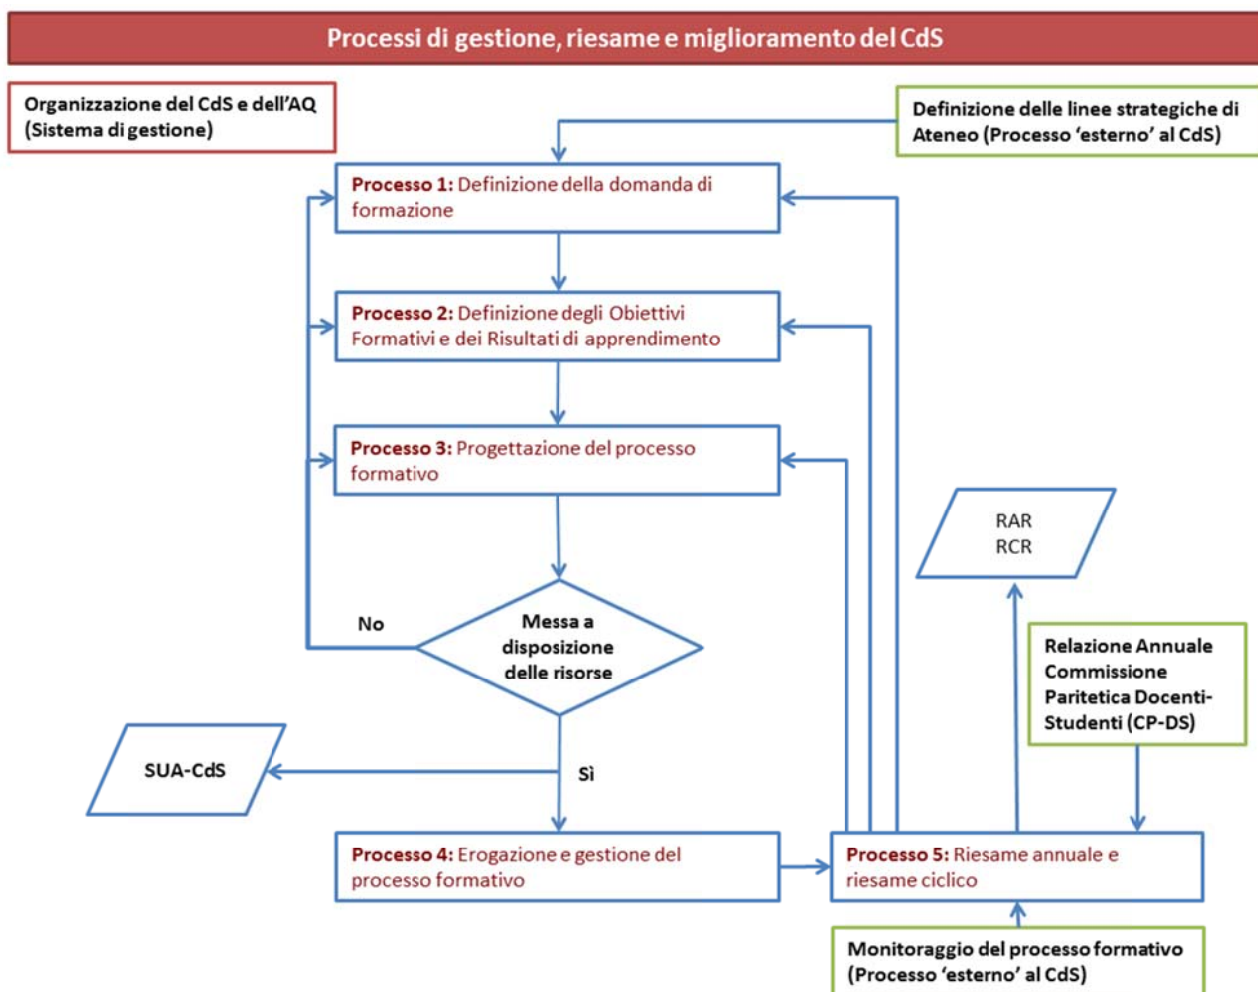 Processi di gestione, riesame e miglioramento del CdS
Organizzazione del CdS e dell'AQ
(Sistema di gestione)
Definizione delle linee strategiche di
Ateneo (Processo 'esterno' al CdS)
Processo 1: Definizione della domanda di
formazione
Processo 2: Definizione degli Obiettivi
Formativi e dei Risultati di apprendimento
Processo 3: Progettazione del processo
formativo
RAR
RCR
No
Messa a
disposizione
delle risorse
Relazione Annuale
Commissione
Paritetica Docenti-
Studenti (CP-DS)
SUA-CdS
Sì
Processo 4: Erogazione e gestione del
processo formativo
Processo 5: Riesame annuale e
riesame ciclico
Monitoraggio del processo formativo
(Processo 'esterno' al CdS)